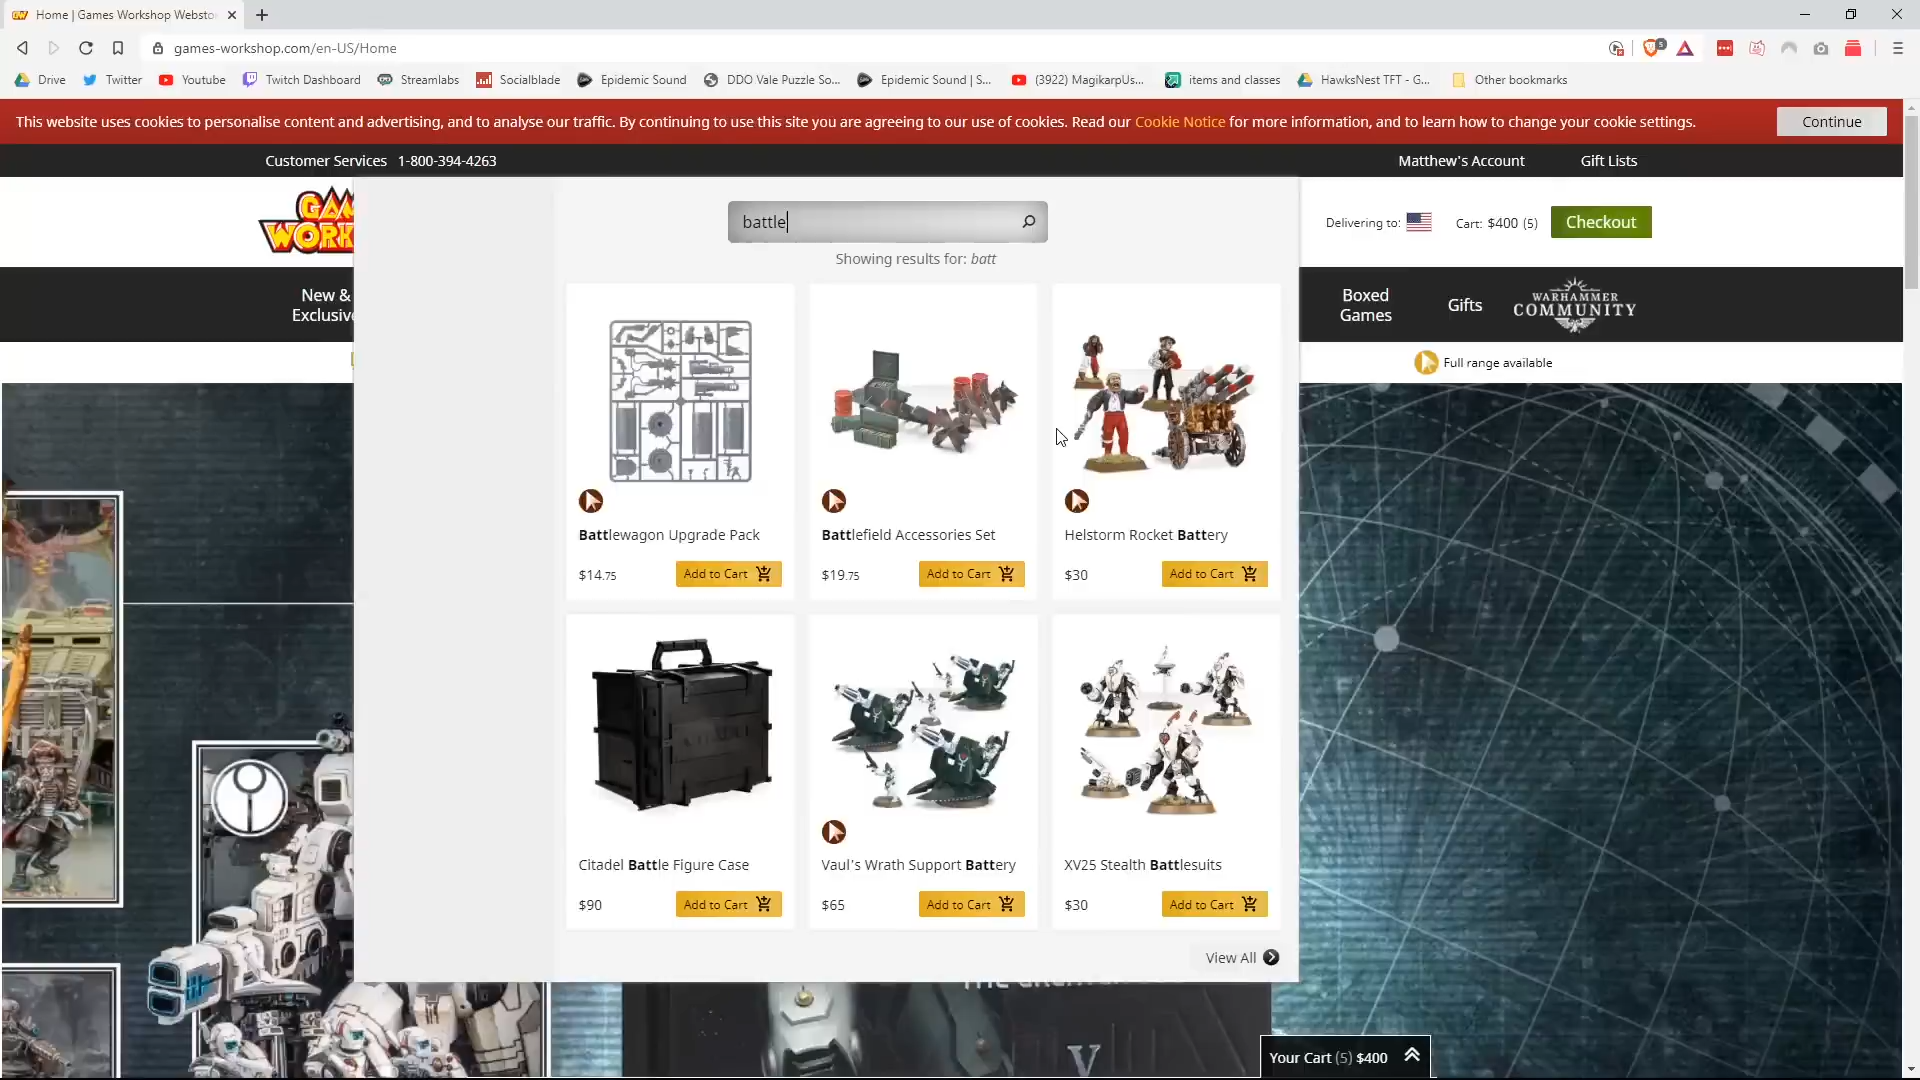 Home | Games Workshop Websto
games-workshop.com/en-US/Home
5
Drive
Twitter
Youtube
Twitch Dashboard
Streamlabs
Socialblade
Epidemic Sound
DDO Vale Puzzle So...
Epidemic Sound | S...
(3922) MagikarpUs...
items and classes
HawksNest TFT - G...
Other bookmarks
This website uses cookies to personalise content and advertising, and to analyse our traffic. By continuing to use this site you are agreeing to our use of cookies. Read our Cookie Notice for more information, and to learn how to change your cookie settings.
Continue
Customer Services 1-800-394-4263
Matthew's Account
Gift Lists
GAM
WORK
battle
Delivering to:
Cart: $400 (5)
Checkout
Showing results for: batt
New &
Exclusive
Boxed
Games
Gifts
WARHAMMER
COMMUNITY
Full range available
Battlewagon Upgrade Pack
$14.75
Add to Cart
Battlefield Accessories Set
$19.75
Add to Cart
Helstorm Rocket Battery
$30
Add to Cart
Citadel Battle Figure Case
$90
Add to Cart
Vaul's Wrath Support Battery
$65
Add to Cart
XV25 Stealth Battlesuits
$30
Add to Cart
View All
Your Cart (5) $400